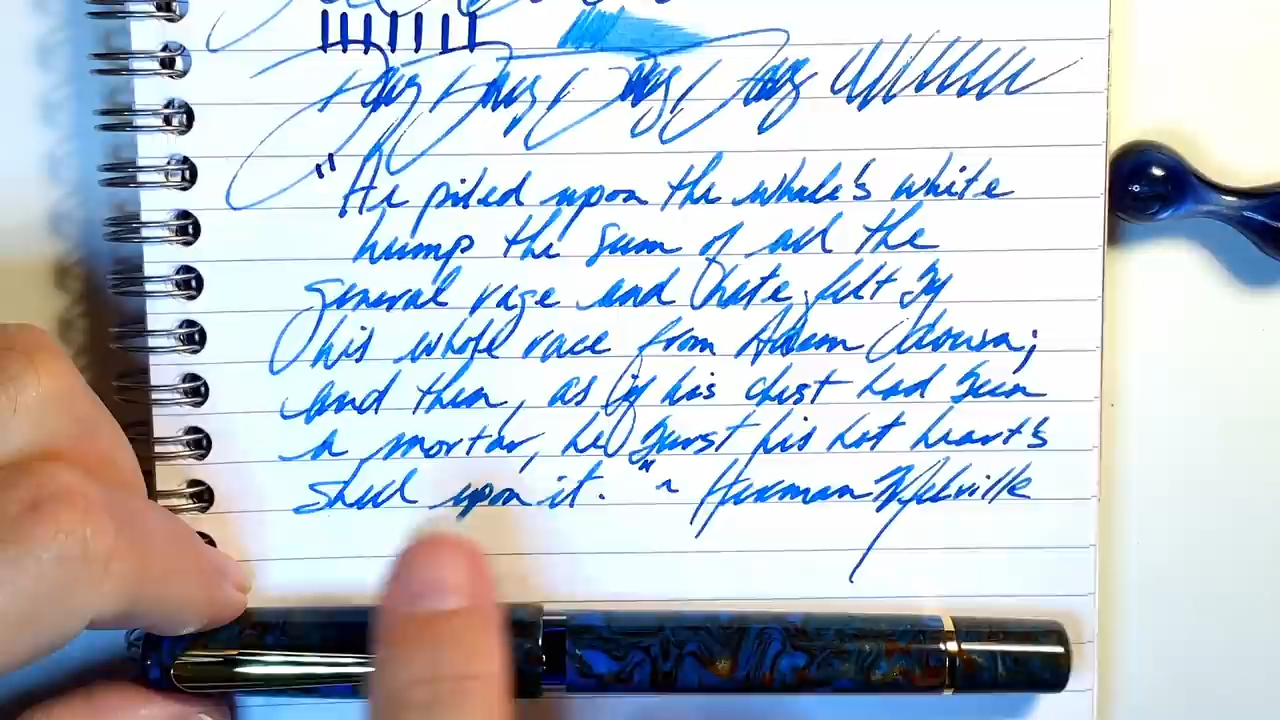 "He piled upon the whale's white
hump the sum of all the
general rage and hate felt by
his whole race from Adam down;
and then, as if his chest had been
a mortar, he burst his hot heart's
shell upon it." ~ Herman Melville